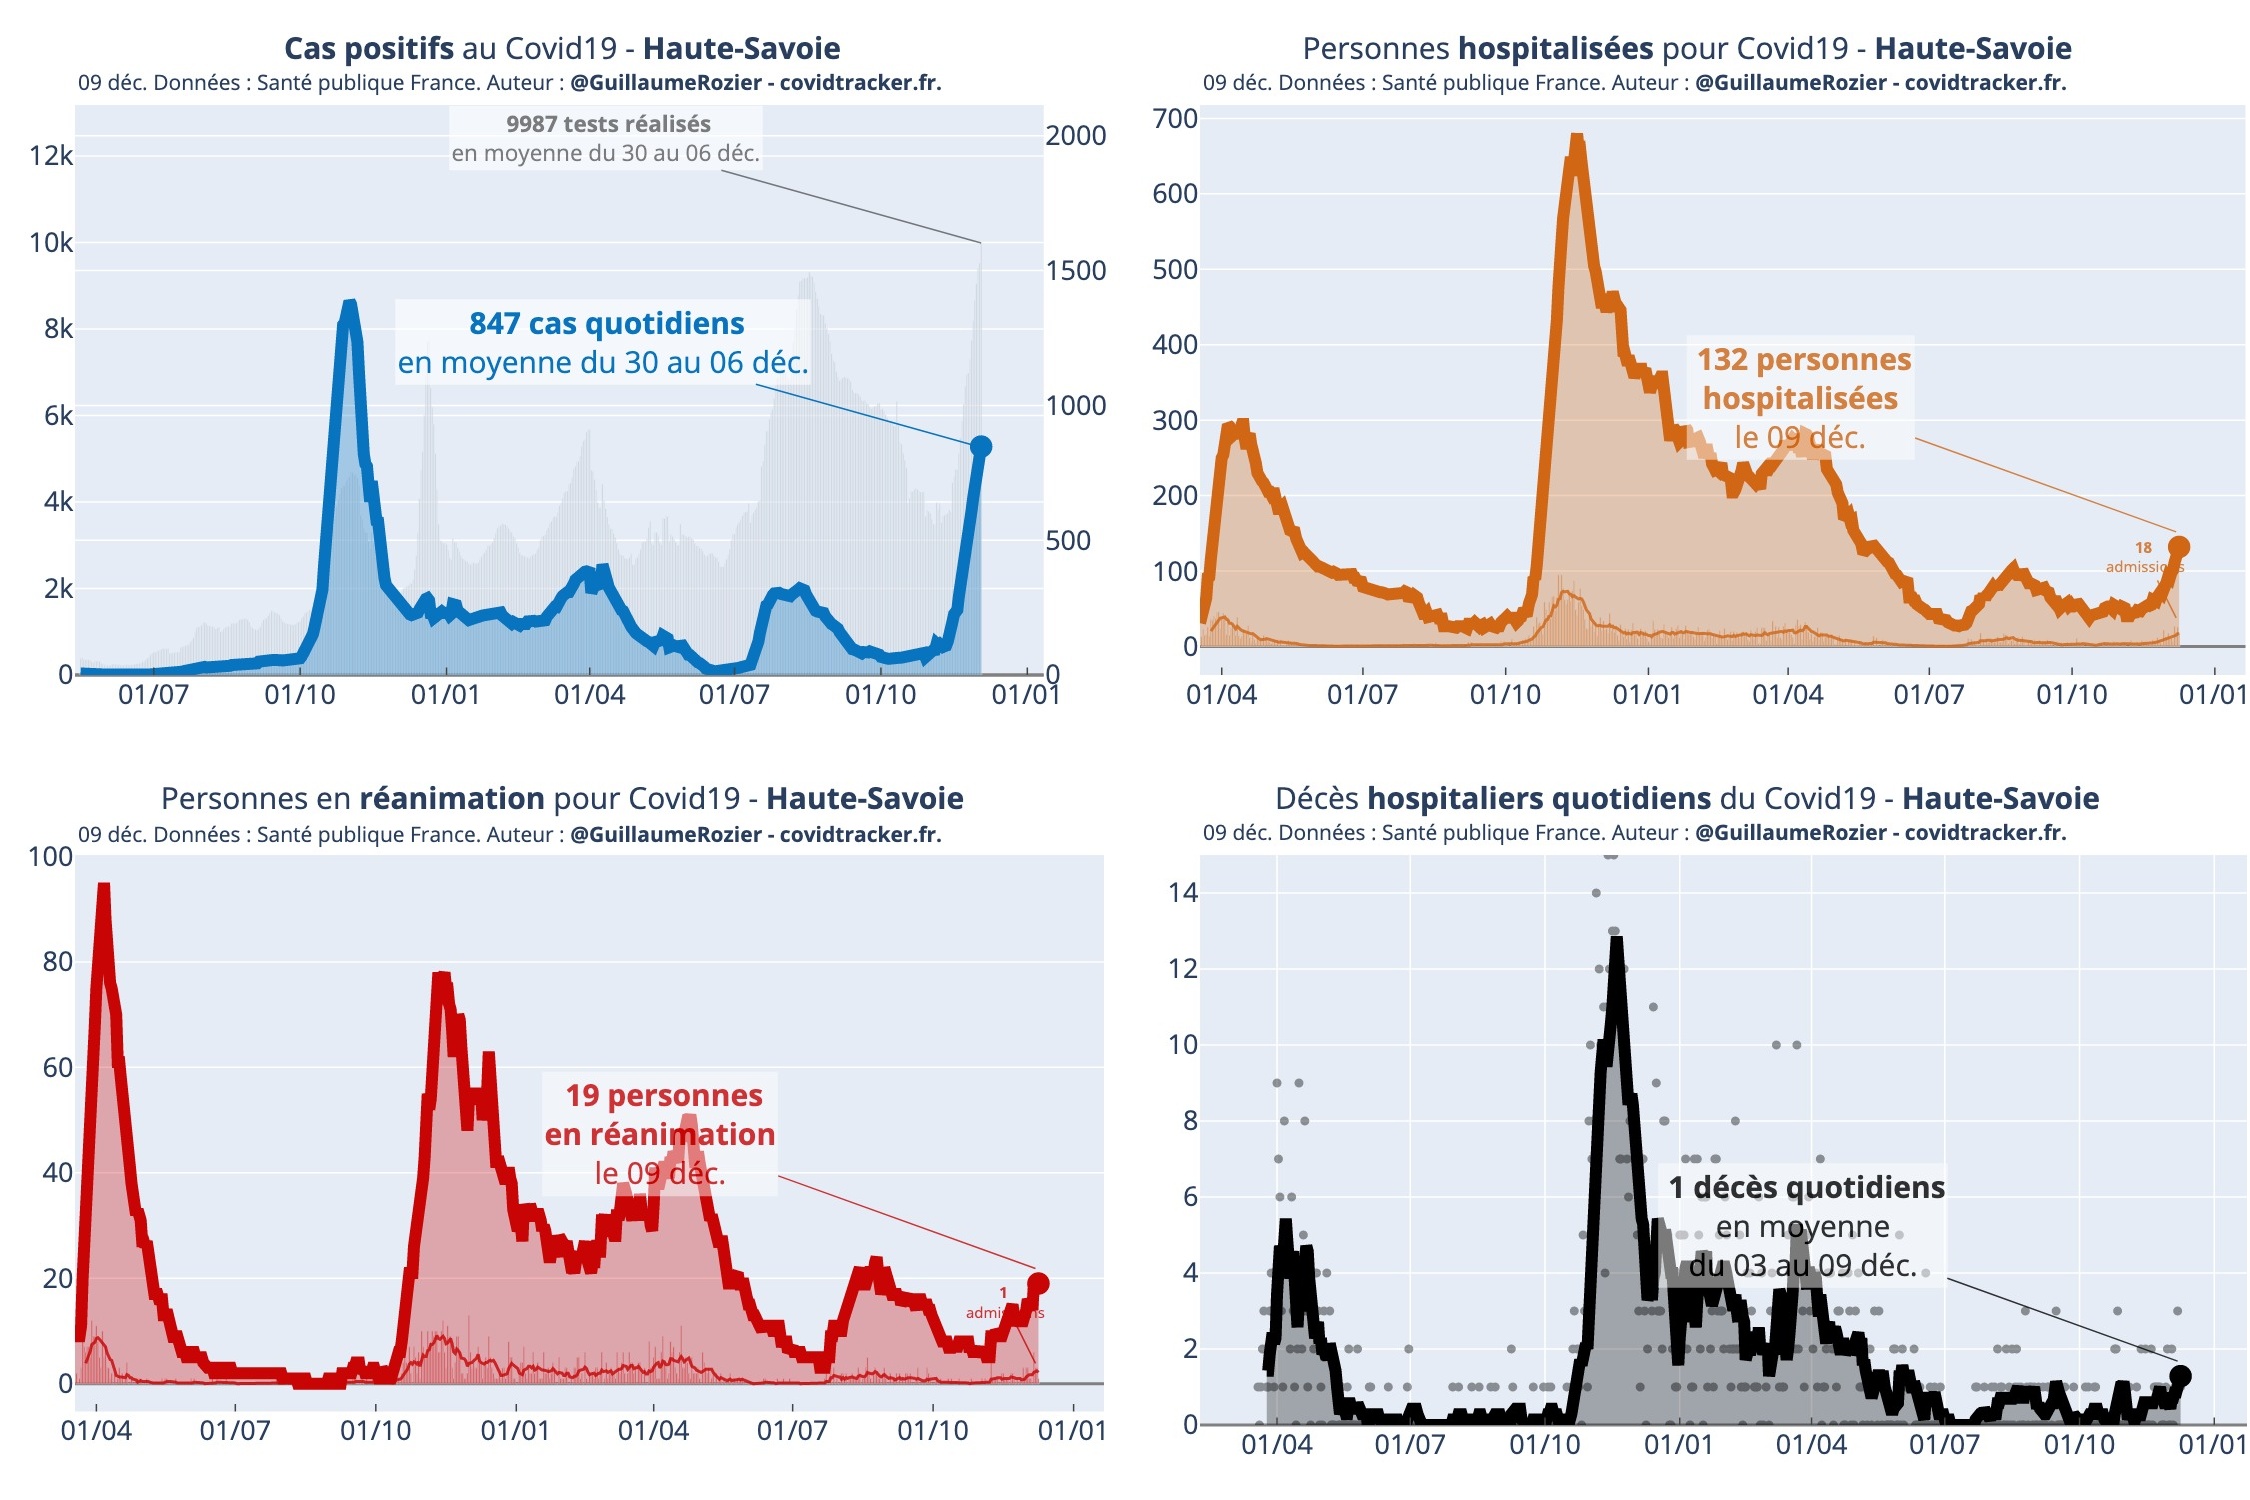 Cas positifs au Covid19 - Haute-Savoie
09 déc. Données : Santé publique France. Auteur : @GuillaumeRozier - covidtracker.fr.
9987 tests réalisés
en moyenne du 30 au 06 déc.
847 cas quotidiens
en moyenne du 30 au 06 déc.
12k
10k
8k
6k
4k
2k
0
2000
1500
1000
500
0
01/07 01/10 01/01 01/04 01/07 01/10 01/01
Personnes hospitalisées pour Covid19 - Haute-Savoie
09 déc. Données : Santé publique France. Auteur : @GuillaumeRozier - covidtracker.fr.
700
600
500
400
300
200
100
0
132 personnes
hospitalisées
le 09 déc.
18
admissions
01/04 01/07 01/10 01/01 01/04 01/07 01/10 01/01
Personnes en réanimation pour Covid19 - Haute-Savoie
09 déc. Données : Santé publique France. Auteur : @GuillaumeRozier - covidtracker.fr.
100
80
60
40
20
0
19 personnes
en réanimation
le 09 déc.
1
admissions
01/04 01/07 01/10 01/01 01/04 01/07 01/10 01/01
Décès hospitaliers quotidiens du Covid19 - Haute-Savoie
09 déc. Données : Santé publique France. Auteur : @GuillaumeRozier - covidtracker.fr.
14
12
10
8
6
4
2
0
1 décès quotidiens
en moyenne
du 03 au 09 déc.
01/04 01/07 01/10 01/01 01/04 01/07 01/10 01/01